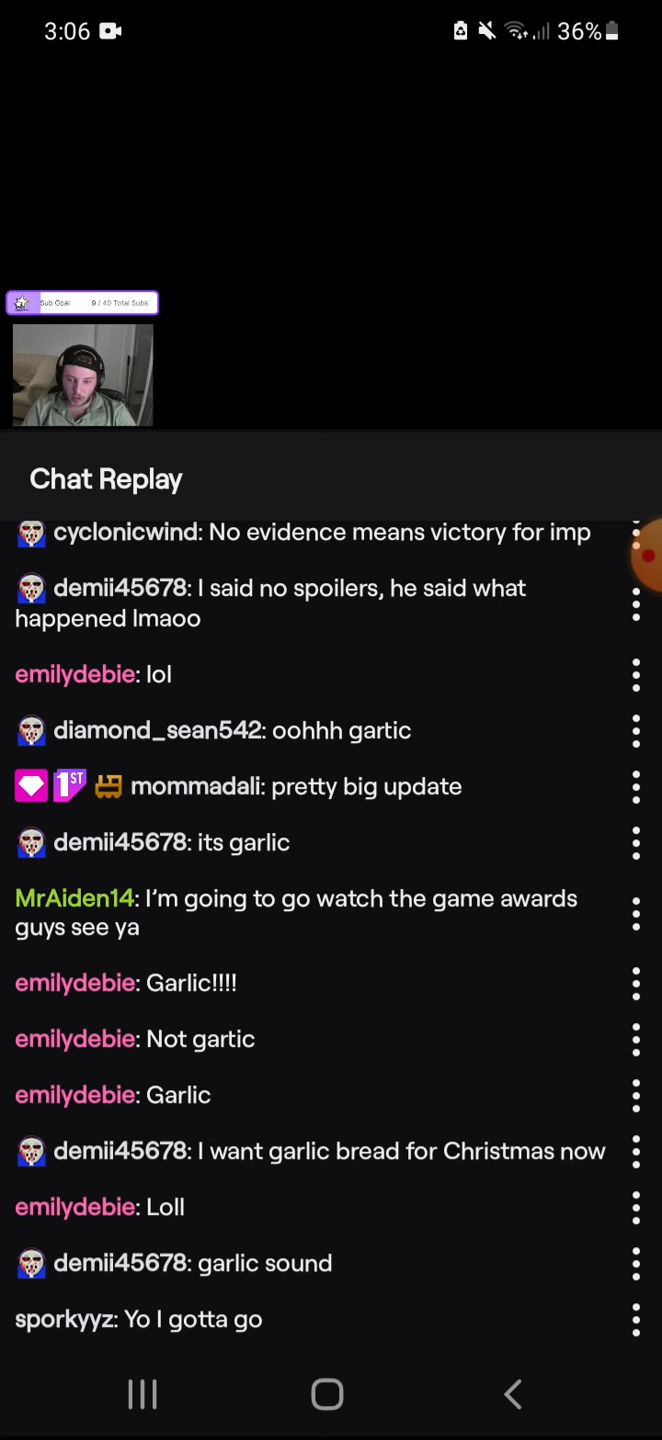 3:06
36%
Sub Goal 9 / 40 Total Subs
Chat Replay
cyclonicwind: No evidence means victory for imp
demii45678: I said no spoilers, he said what
happened lmaoo
emilydebie: lol
diamond_sean542: oohhh gartic
1ST mommadali: pretty big update
demii45678: its garlic
MrAiden14: I’m going to go watch the game awards
guys see ya
emilydebie: Garlic!!!!
emilydebie: Not gartic
emilydebie: Garlic
demii45678: I want garlic bread for Christmas now
emilydebie: Loll
demii45678: garlic sound
sporkyyz: Yo I gotta go